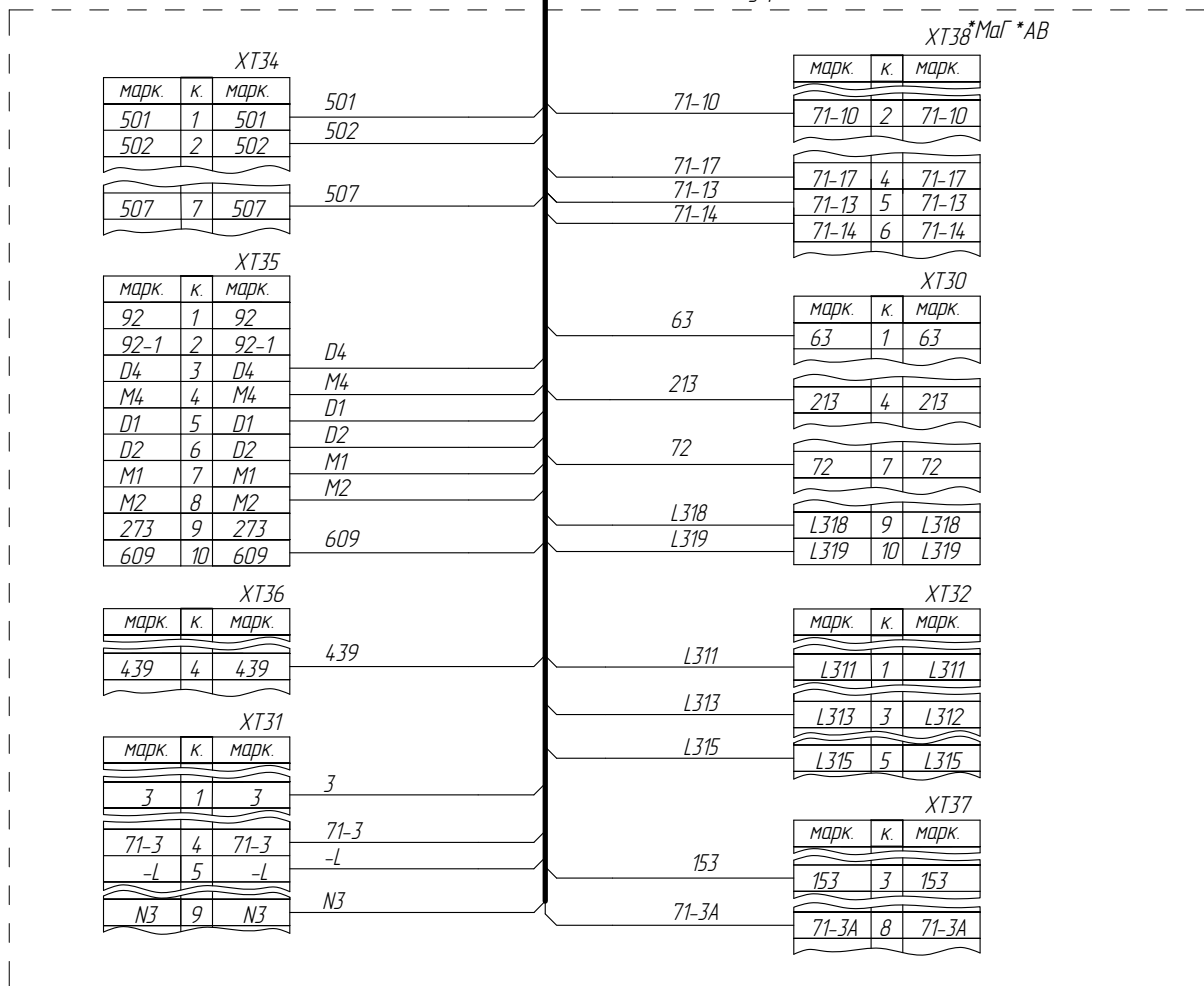 XT34
марк. к. марк.
501 1 501
502 2 502
507 7 507
501
502
507
XT35
марк. к. марк.
92 1 92
92-1 2 92-1
D4 3 D4
M4 4 M4
D1 5 D1
D2 6 D2
M1 7 M1
M2 8 M2
273 9 273
609 10 609
D4
M4
D1
D2
M1
M2
609
XT36
марк. к. марк.
439 4 439
439
XT31
марк. к. марк.
3 1 3
71-3 4 71-3
-L 5 -L
N3 9 N3
3
71-3
-L
N3
XT38 *МаГ *АВ
марк. к. марк.
71-10 2 71-10
71-17 4 71-17
71-13 5 71-13
71-14 6 71-14
71-10
71-17
71-13
71-14
XT30
марк. к. марк.
63 1 63
213 4 213
72 7 72
L318 9 L318
L319 10 L319
63
213
72
L318
L319
XT32
марк. к. марк.
L311 1 L311
L313 3 L312
L315 5 L315
L311
L313
L315
XT37
марк. к. марк.
153 3 153
71-3А 8 71-3А
153
71-3А